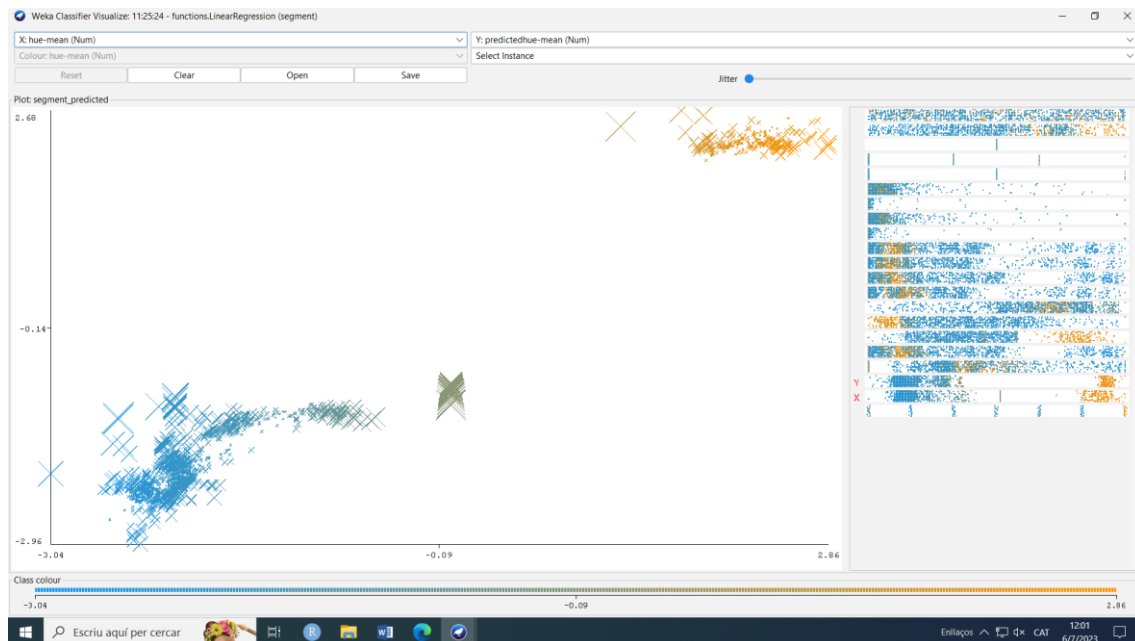 Weka Classifier Visualize: 11:25:24 - functions.LinearRegression (segment)
X: hue-mean (Num)
Y: predictedhue-mean (Num)
Colour: hue-mean (Num)
Select Instance
Reset
Clear
Open
Save
Jitter
Plot: segment_predicted
2.68
-0.14
-2.96
-3.04
-0.09
2.86
Y
X
Class colour
-3.04
-0.09
2.86
Escriu aquí per cercar
R
W
Enllaços
CAT
12:01
6/7/2023